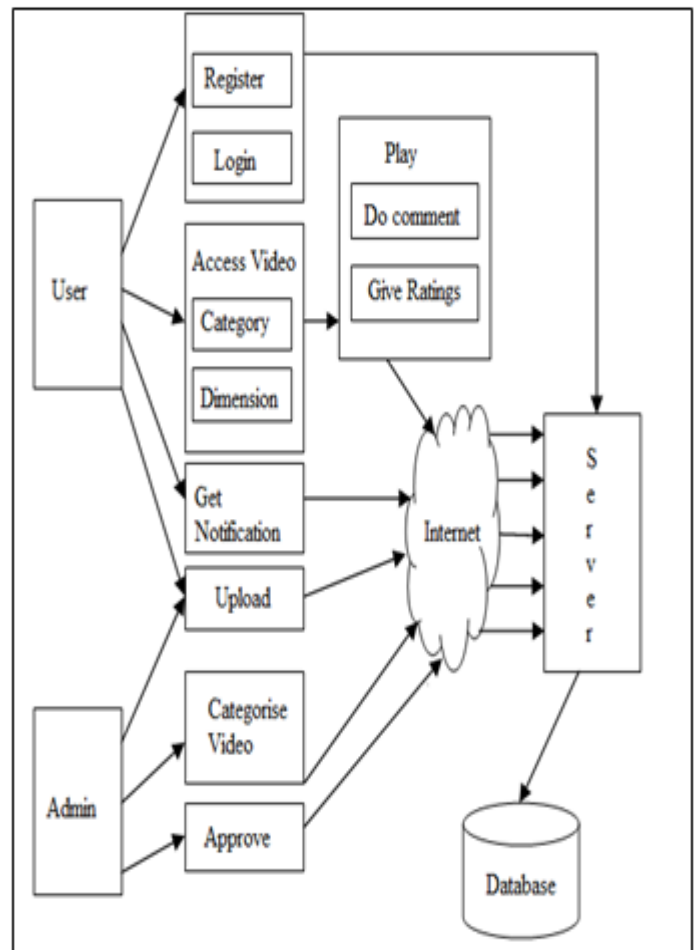 Register
Login
User
Access Video
Category
Dimension
Play
Do comment
Give Ratings
Get
Notification
Upload
Internet
S
e
r
v
e
r
Admin
Categorise
Video
Approve
Database